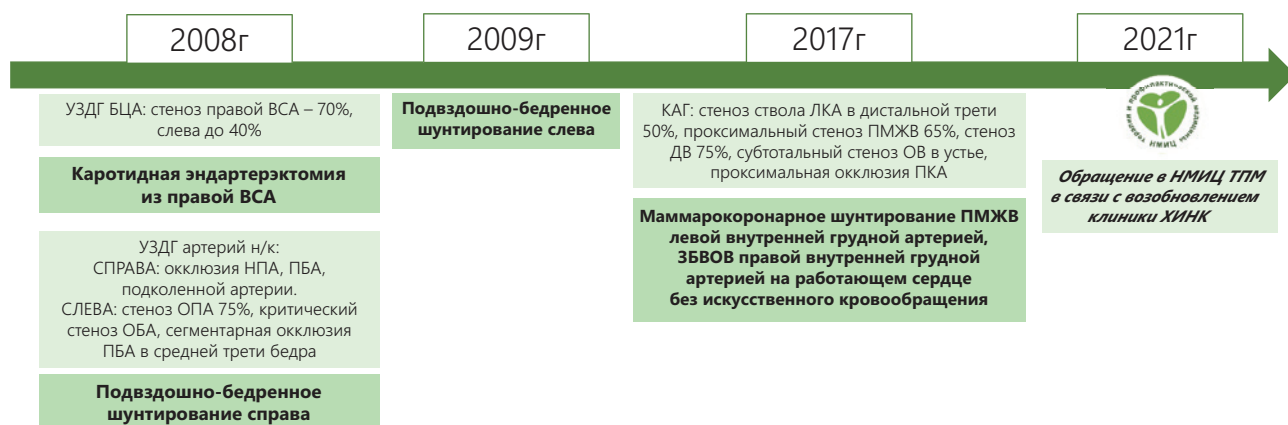 2008г
2009г
2017г
2021г
УЗДГ БЦА: стеноз правой ВСА – 70%,
слева до 40%
Каротидная эндартерэктомия
из правой ВСА
УЗДГ артерий н/к:
СПРАВА: окклюзия НПА, ПБА,
подколенной артерии.
СЛЕВА: стеноз ОПА 75%, критический
стеноз ОБА, сегментарная окклюзия
ПБА в средней трети бедра
Подвздошно-бедренное
шунтирование справа
Подвздошно-бедренное
шунтирование слева
КАГ: стеноз ствола ЛКА в дистальной трети
50%, проксимальный стеноз ПМЖВ 65%, стеноз
ДВ 75%, субтотальный стеноз ОВ в устье,
проксимальная окклюзия ПКА
Маммарокоронарное шунтирование ПМЖВ
левой внутренней грудной артерией,
ЗБВОВ правой внутренней грудной
артерией на работающем сердце
без искусственного кровообращения
НМИЦ терапии и профилактической медицины
Обращение в НМИЦ ТПМ
в связи с возобновлением
клиники ХИНК